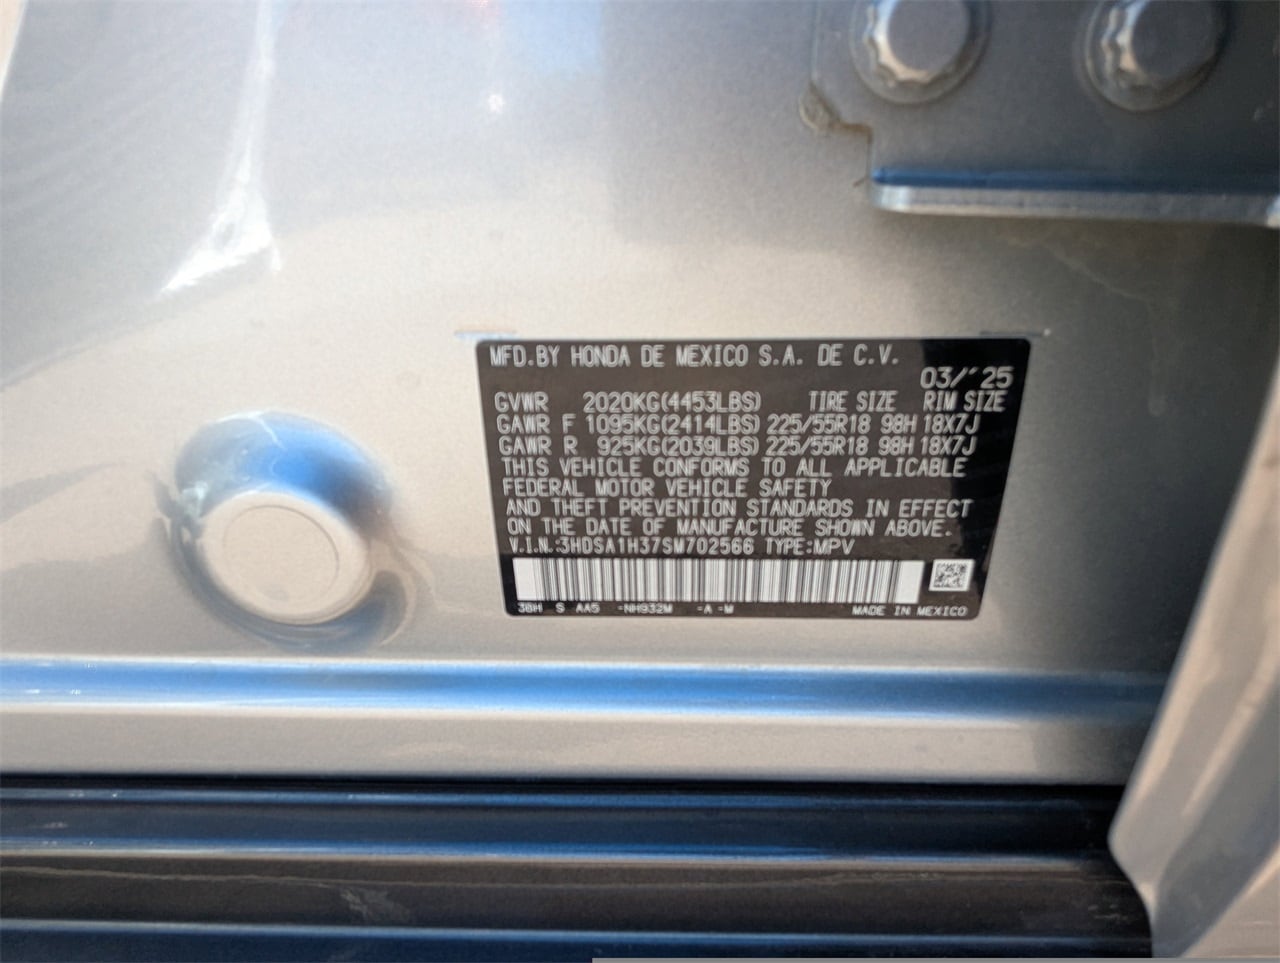 MFD.BY HONDA DE MEXICO S.A. DE C.V.
03/'25
GVWR 2020KG(4453LBS) TIRE SIZE RIM SIZE
GAWR F 1095KG(2414LBS) 225/55R18 98H 18X7J
GAWR R 925KG(2039LBS) 225/55R18 98H 18X7J
THIS VEHICLE CONFORMS TO ALL APPLICABLE
FEDERAL MOTOR VEHICLE SAFETY
AND THEFT PREVENTION STANDARDS IN EFFECT
ON THE DATE OF MANUFACTURE SHOWN ABOVE.
V.I.N.:3HDSA1H37SM702566 TYPE:MPV
S AA5 -NH932M -A -M MADE IN MEXICO